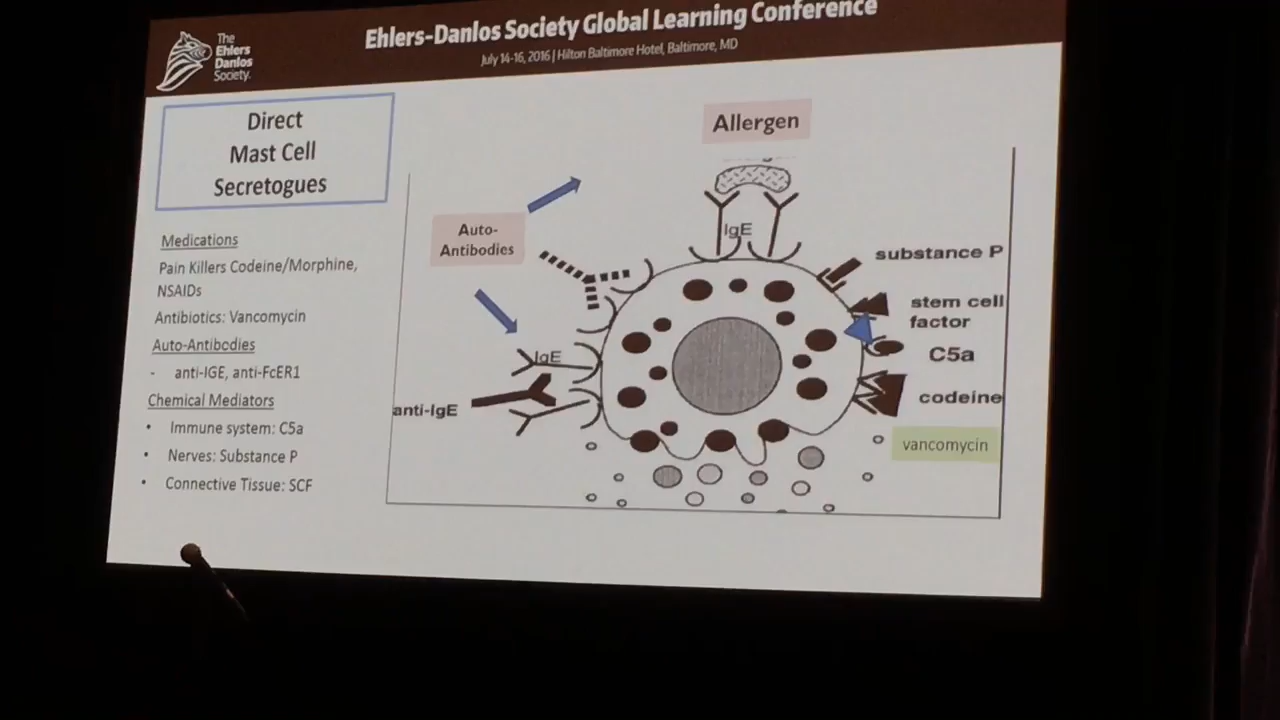 The
Ehlers
Danlos
Society.
Ehlers-Danlos Society Global Learning Conference
July 14-16, 2016 | Hilton Baltimore Hotel, Baltimore, MD
Direct
Mast Cell
Secretogues
Medications
Pain Killers Codeine/Morphine,
NSAIDs
Antibiotics: Vancomycin
Auto-Antibodies
- anti-IGE, anti-FcER1
Chemical Mediators
• Immune system: C5a
• Nerves: Substance P
• Connective Tissue: SCF
Allergen
Auto-
Antibodies
IgE
substance P
stem cell
factor
C5a
codeine
vancomycin
IgE
anti-IgE